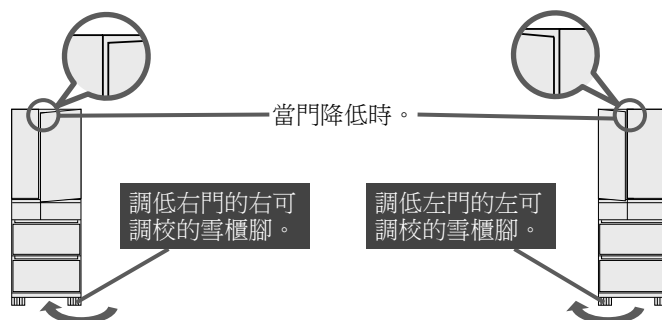 當門降低時。
調低右門的右可
調校的雪櫃腳。
調低左門的左可
調校的雪櫃腳。